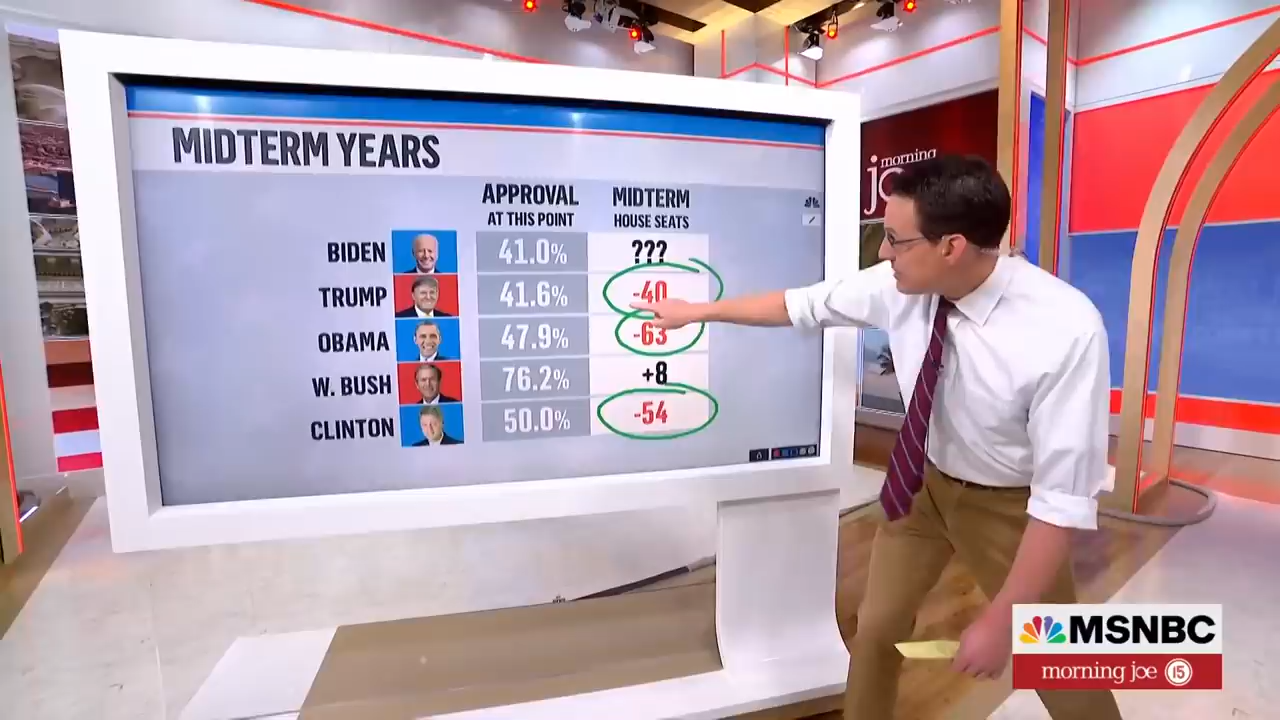 MIDTERM YEARS
APPROVAL MIDTERM
AT THIS POINT HOUSE SEATS
BIDEN 41.0% ???
TRUMP 41.6% -40
OBAMA 47.9% -63
W. BUSH 76.2% +8
CLINTON 50.0% -54
morning
jo
MSNBC
morning joe 15